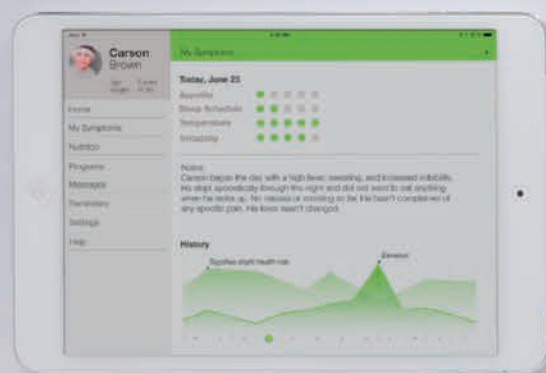 Carson
Brown
My Symptoms
Home
My Symptoms
Nutrition
Programs
Messages
Reminders
Settings
Help
Today, June 23
Appetite
Sleep Schedule
Temperature
Irritability
Notes:
Carson began the day with a high fever, sweating, and increased irritability.
He slept sporadically through the night and did not want to eat anything
when he woke up. No nausea or vomiting so far. He hasn't complained of
any specific pain. His fever hasn't changed.
History
slight health risk